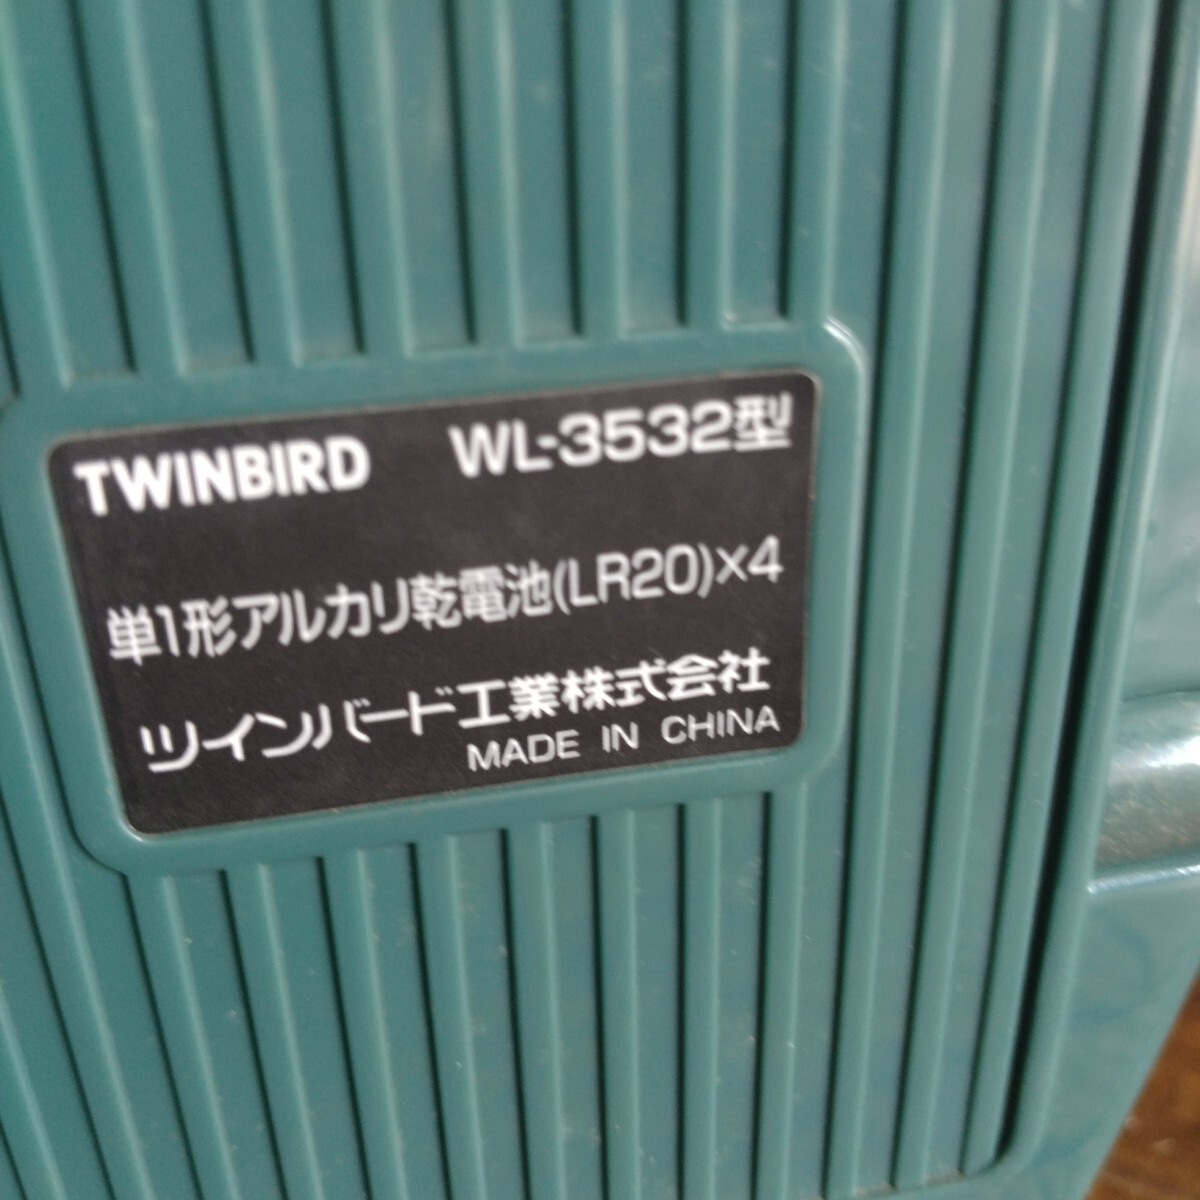 TWINBIRD WL-3532型
単1形アルカリ乾電池(LR20)×4
ツインバード工業株式会社
MADE IN CHINA